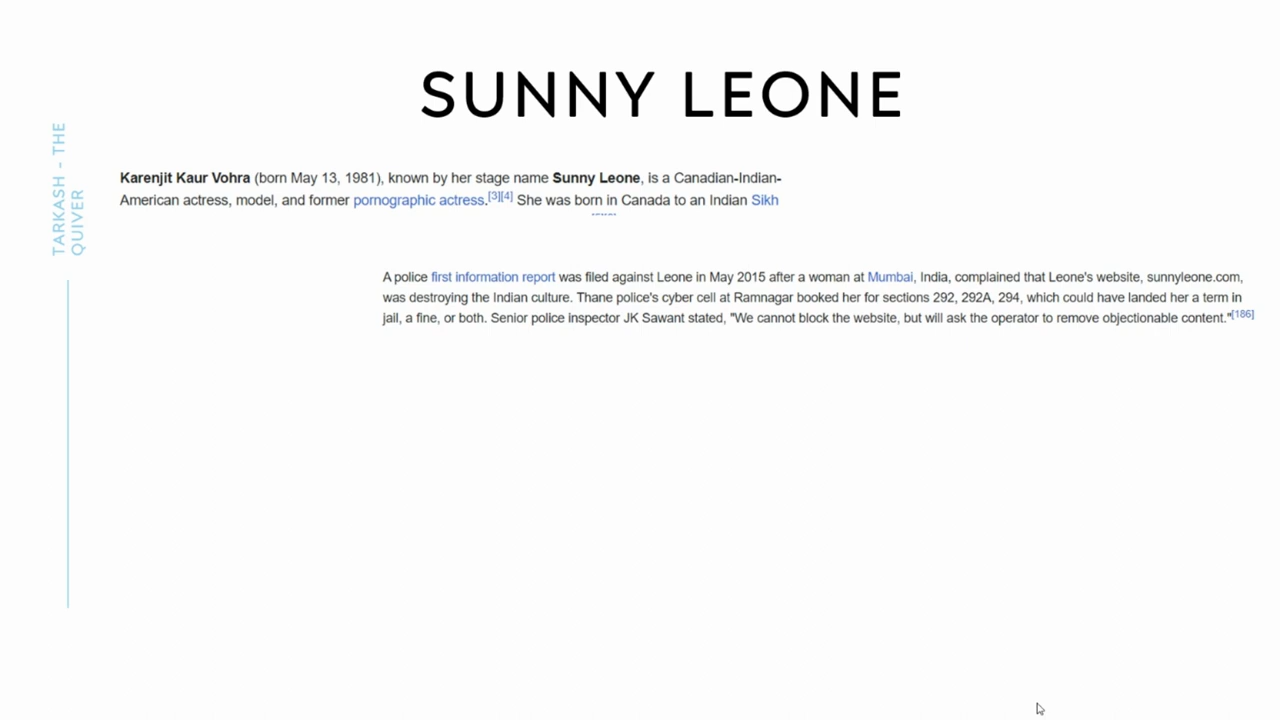 SUNNY LEONE
TARKASH - THE
QUIVER
Karenjit Kaur Vohra (born May 13, 1981), known by her stage name Sunny Leone, is a Canadian-Indian-
American actress, model, and former pornographic actress.[3][4] She was born in Canada to an Indian Sikh
A police first information report was filed against Leone in May 2015 after a woman at Mumbai, India, complained that Leone's website, sunnyleone.com,
was destroying the Indian culture. Thane police's cyber cell at Ramnagar booked her for sections 292, 292A, 294, which could have landed her a term in
jail, a fine, or both. Senior police inspector JK Sawant stated, "We cannot block the website, but will ask the operator to remove objectionable content."[186]